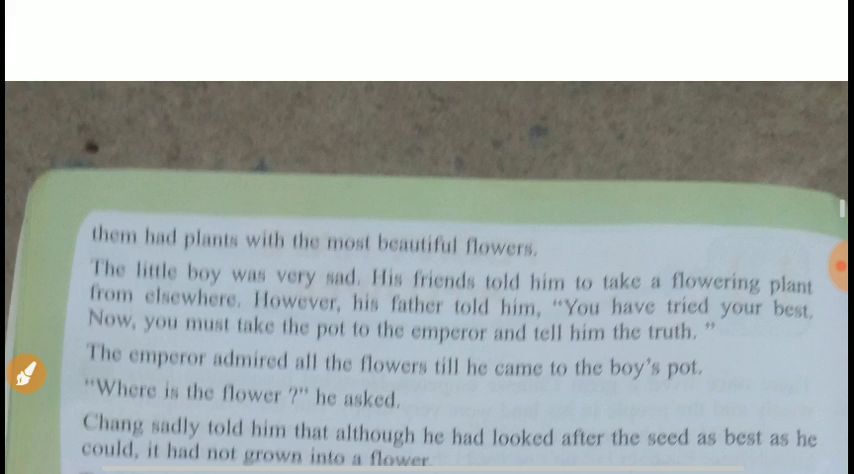 them had plants with the most beautiful flowers.
The little boy was very sad. His friends told him to take a flowering plant
from elsewhere. However, his father told him, “You have tried your best.
Now, you must take the pot to the emperor and tell him the truth. ”
The emperor admired all the flowers till he came to the boy's pot.
“Where is the flower ?” he asked.
Chang sadly told him that although he had looked after the seed as best as he
could, it had not grown into a flower.